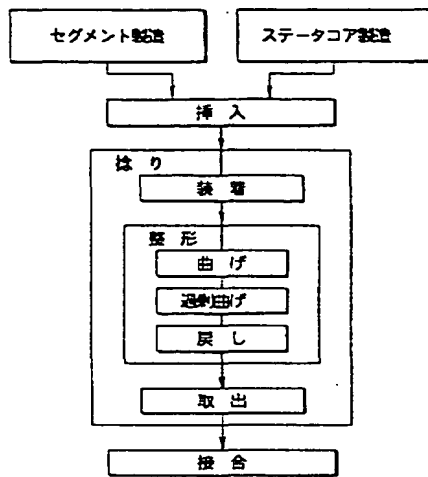 セグメント製造
ステータコア製造
挿入
捻り
装着
整形
曲げ
過剰曲げ
戻し
取出
接合